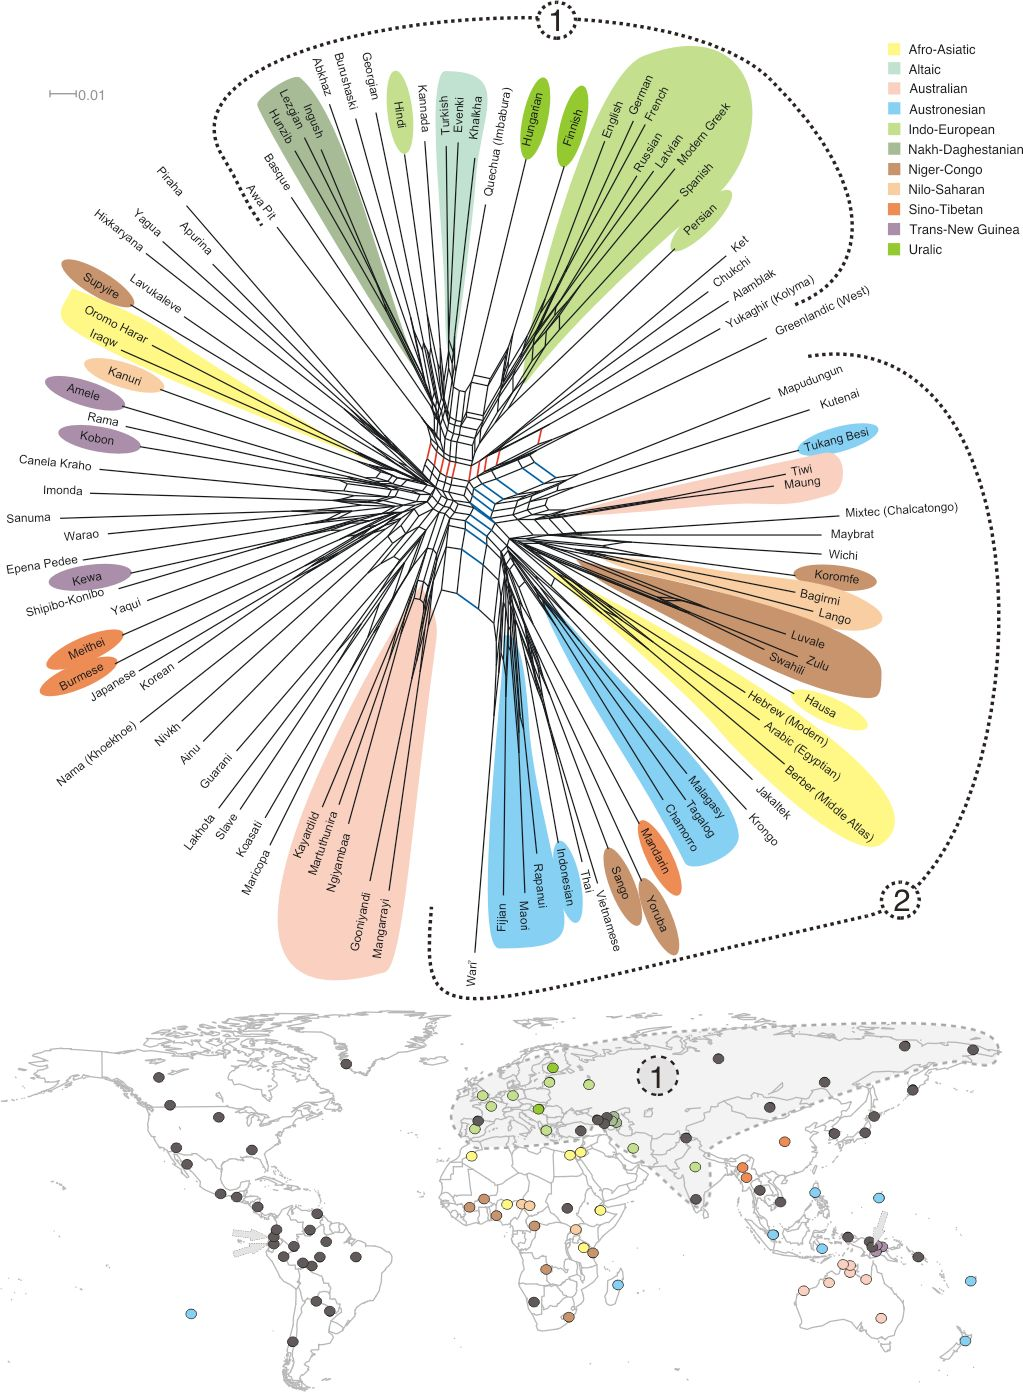 1
0.01
Afro-Asiatic
Altaic
Australian
Austronesian
Indo-European
Nakh-Daghestanian
Niger-Congo
Nilo-Saharan
Sino-Tibetan
Trans-New Guinea
Uralic
Piraha
Hixkaryana
Yagua
Apurina
Awa Pit
Basque
Hunzib
Lezgian
Ingush
Abkhaz
Burushaski
Georgian
Hindi
Kannada
Turkish
Evenki
Khalkha
Quechua (Imbabura)
Hungarian
Finnish
English
German
French
Russian
Latvian
Modern Greek
Spanish
Persian
Ket
Chukchi
Alamblak
Yukaghir (Kolyma)
Greenlandic (West)
Mapudungun
Kutenai
Tukang Besi
Tiwi
Maung
Mixtec (Chalcatongo)
Maybrat
Wichi
Koromfe
Bagirmi
Lango
Luvale
Zulu
Swahili
Hausa
Hebrew (Modern)
Arabic (Egyptian)
Berber (Middle Atlas)
Jakaltek
Krongo
Malagasy
Tagalog
Chamorro
Mandarin
Yoruba
Sango
Vietnamese
Thai
Indonesian
Rapanui
Maori
Fijian
Wari'
2
Mangarrayi
Gooniyandi
Ngiyambaa
Martuthunira
Kayardild
Maricopa
Koasati
Slave
Lakhota
Guarani
Ainu
Nivkh
Nama (Khoekhoe)
Korean
Japanese
Burmese
Meithei
Yaqui
Shipibo-Konibo
Kewa
Epena Pedee
Warao
Sanuma
Imonda
Canela Kraho
Kobon
Rama
Amele
Kanuri
Iraqw
Oromo Harar
Supyire
Lavukaleve
1